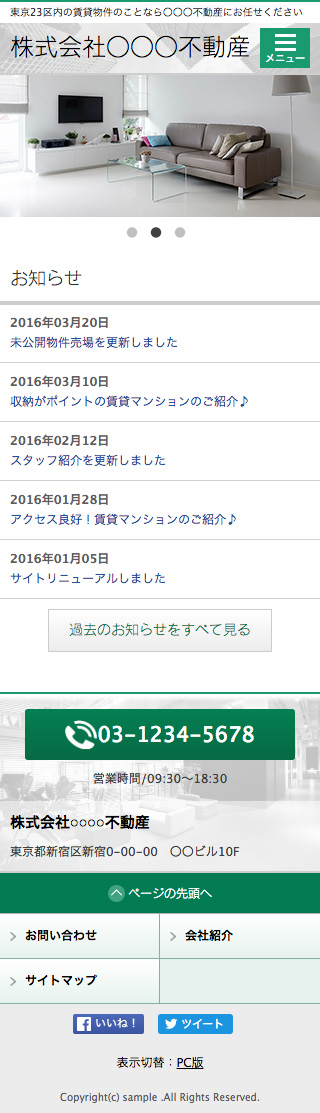 東京23区内の賃貸物件のことなら〇〇〇不動産にお任せください
株式会社〇〇〇不動産
メニュー
お知らせ
2016年03月20日
未公開物件売場を更新しました
2016年03月10日
収納がポイントの賃貸マンションのご紹介♪
2016年02月12日
スタッフ紹介を更新しました
2016年01月28日
アクセス良好！賃貸マンションのご紹介♪
2016年01月05日
サイトリニューアルしました
過去のお知らせをすべて見る
03-1234-5678
営業時間/09:30〜18:30
株式会社○○○○不動産
東京都新宿区新宿0-00-00　〇〇ビル10F
ページの先頭へ
お問い合わせ
会社紹介
サイトマップ
いいね！
ツイート
表示切替：PC版
Copyright(c) sample .All Rights Reserved.